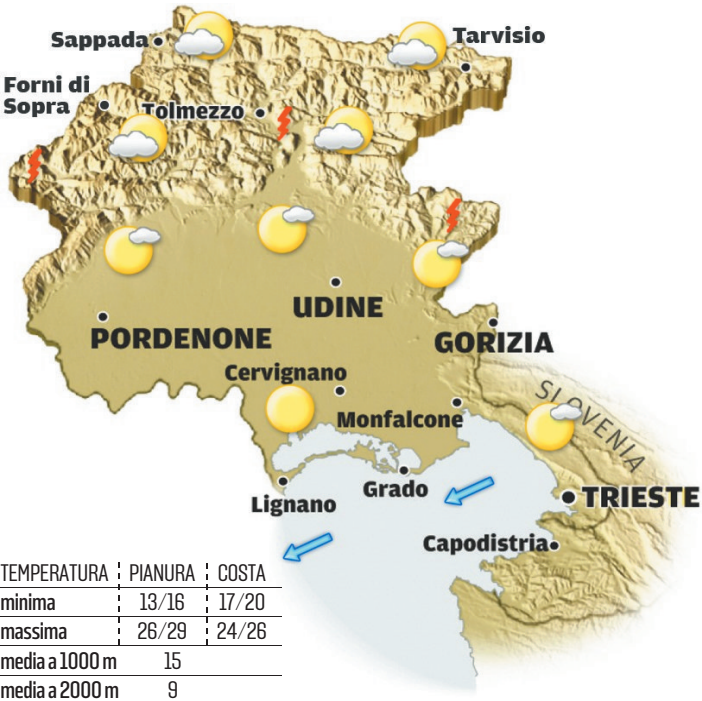 Sappada
Tarvisio
Forni di
Sopra
Tolmezzo
UDINE
PORDENONE
GORIZIA
Cervignano
SLOVENIA
Monfalcone
Grado
Lignano
TRIESTE
Capodistria
TEMPERATURA PIANURA COSTA
minima 13/16 17/20
massima 26/29 24/26
media a 1000 m 15
media a 2000 m 9